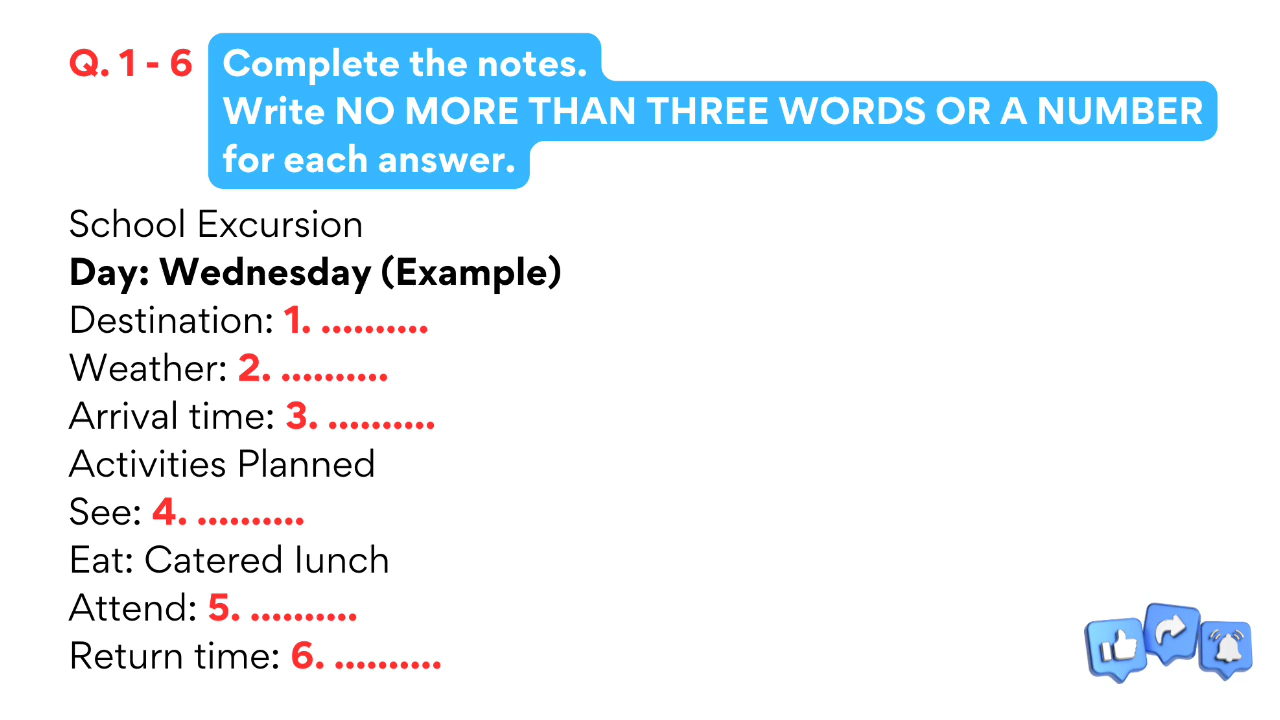 Q. 1 - 6 Complete the notes.
Write NO MORE THAN THREE WORDS OR A NUMBER
for each answer.
School Excursion
Day: Wednesday (Example)
Destination: 1. ..........
Weather: 2. ..........
Arrival time: 3. ..........
Activities Planned
See: 4. ..........
Eat: Catered Iunch
Attend: 5. ..........
Return time: 6. ..........